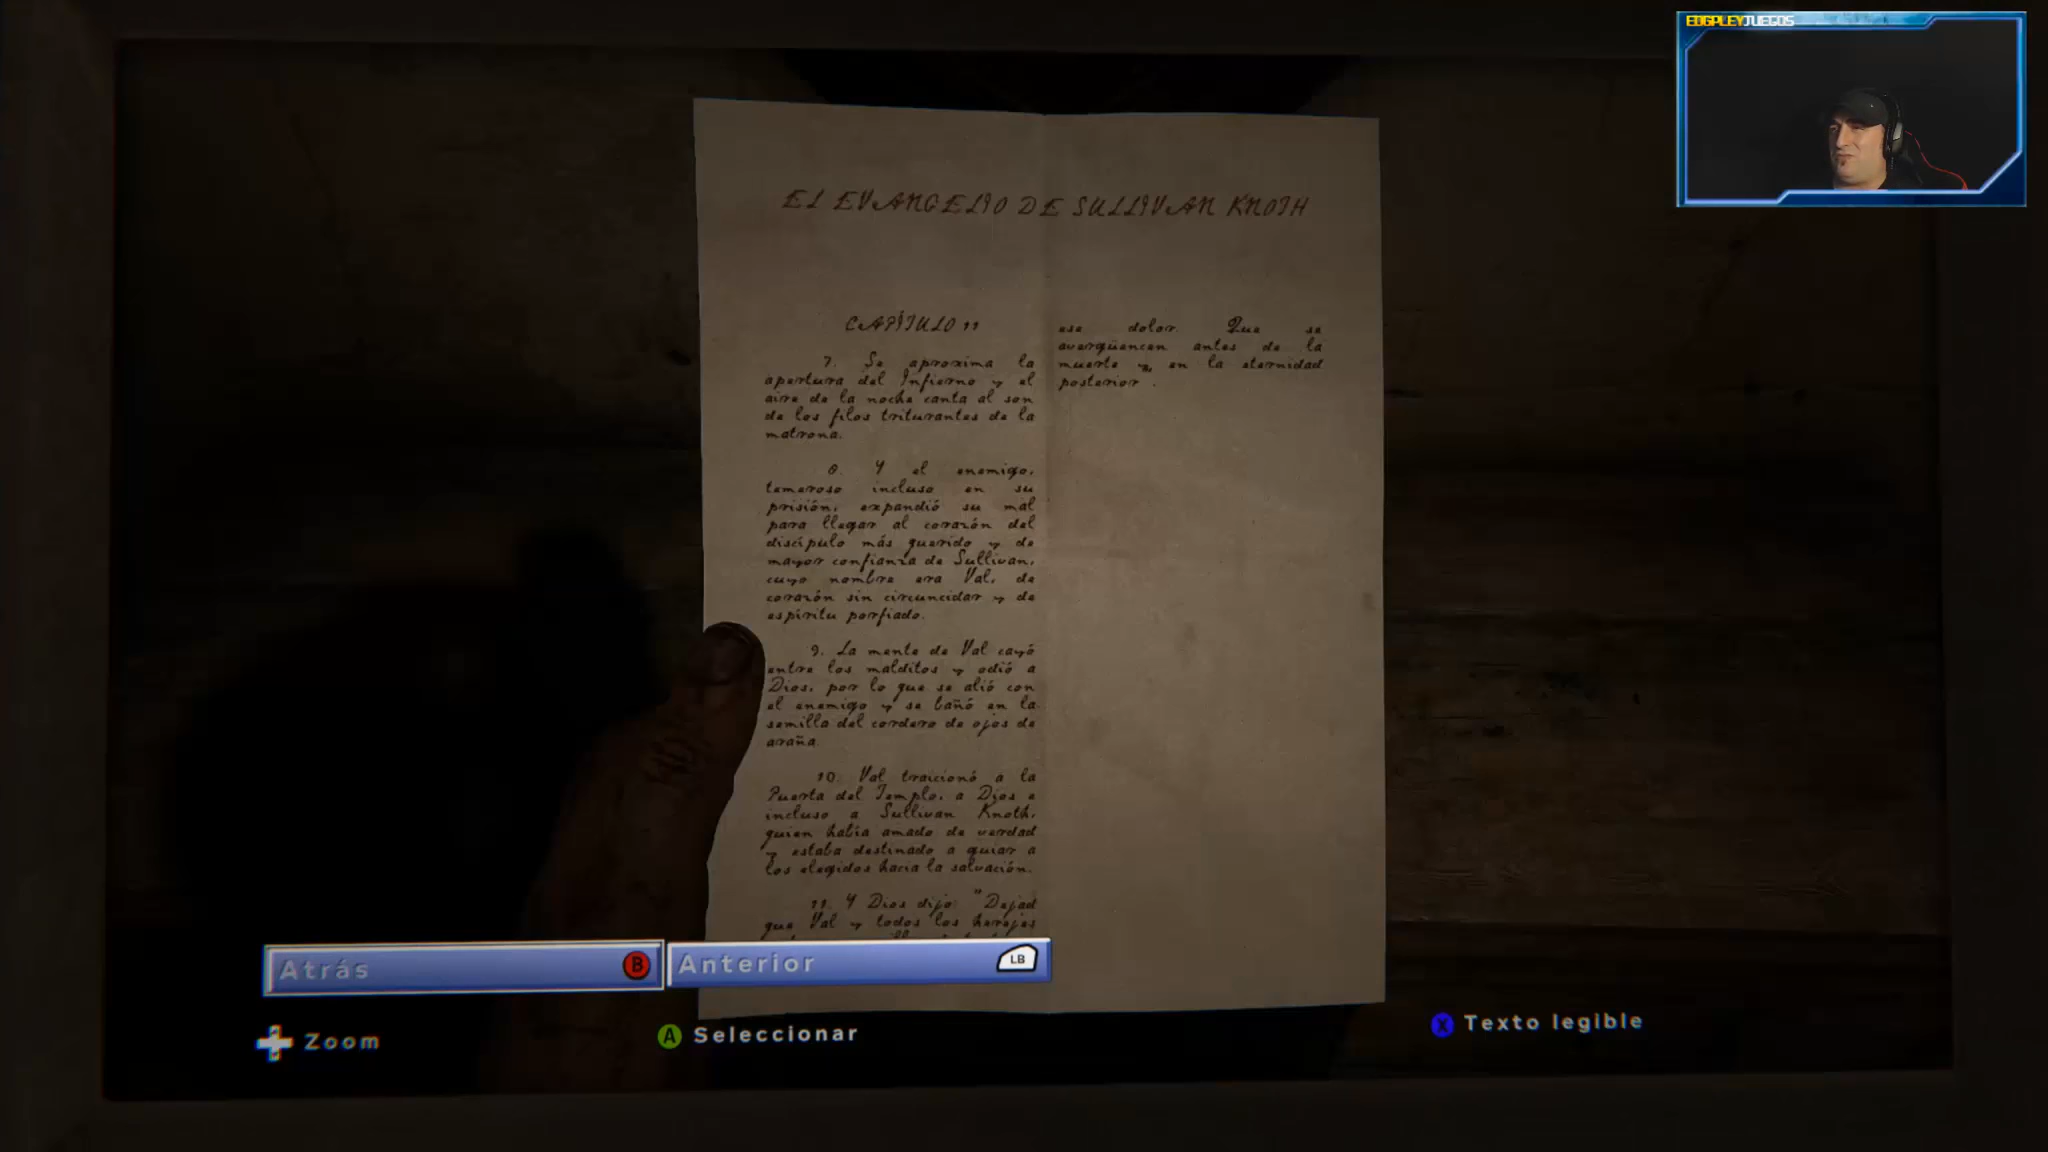 EDGPLEYJUEGOS
EL EVANGELIO DE SULLIVAN KNOTH
CAPÍTULO 11
7. Se aproxima la
apertura del Infierno y el
aire de la noche canta al son
de los filos triturantes de la
matrona.
8. Y el enemigo,
temeroso incluso en su
prisión, expandió su mal
para llegar al corazón del
discípulo más querido y de
mayor confianza de Sullivan,
cuyo nombre era Val, de
corazón sin circuncidar y de
espíritu porfiado.
9. La mente de Val cayó
entre los malditos y odió a
Dios, por lo que se alió con
el enemigo y se bañó en la
semilla del cordero de ojos de
araña.
10. Val traicionó a la
Puerta del Templo, a Dios e
incluso a Sullivan Knoth,
quien había amado de verdad
y estaba destinado a guiar a
los elegidos hacia la salvación.
11. Y Dios dijo: "Dejad
que Val y todos los herejes
ese dolor. Que se
avergüencen antes de la
muerte y en la eternidad
posterior".
Atrás B
Anterior LB
Zoom
A Seleccionar
X Texto legible